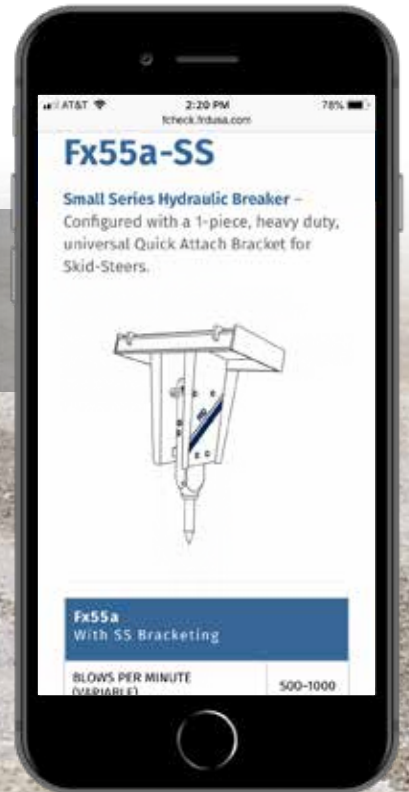 AT&T 2:20 PM 78%
fcheck.frdusa.com
Fx55a-SS
Small Series Hydraulic Breaker –
Configured with a 1-piece, heavy duty,
universal Quick Attach Bracket for
Skid-Steers.
Fx55a
With SS Bracketing
BLOWS PER MINUTE 500-1000
(VARIABLE)